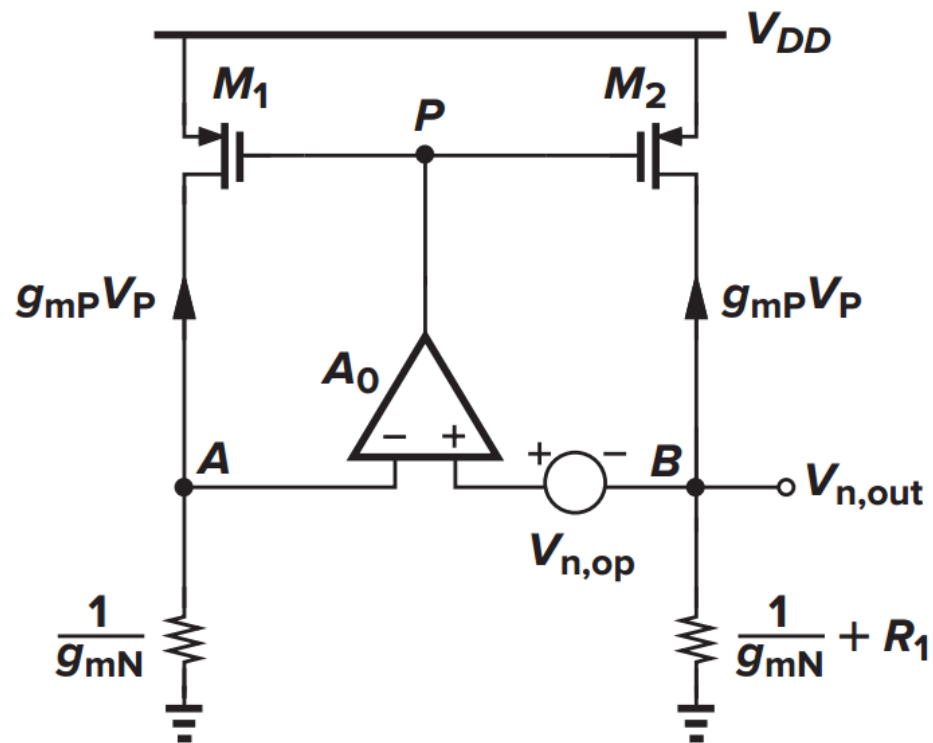 V_DD
M_1
M_2
P
g_mP V_P
g_mP V_P
A_0
− +
A
+ −
B
V_n,out
V_n,op
1/g_mN
1/g_mN + R_1